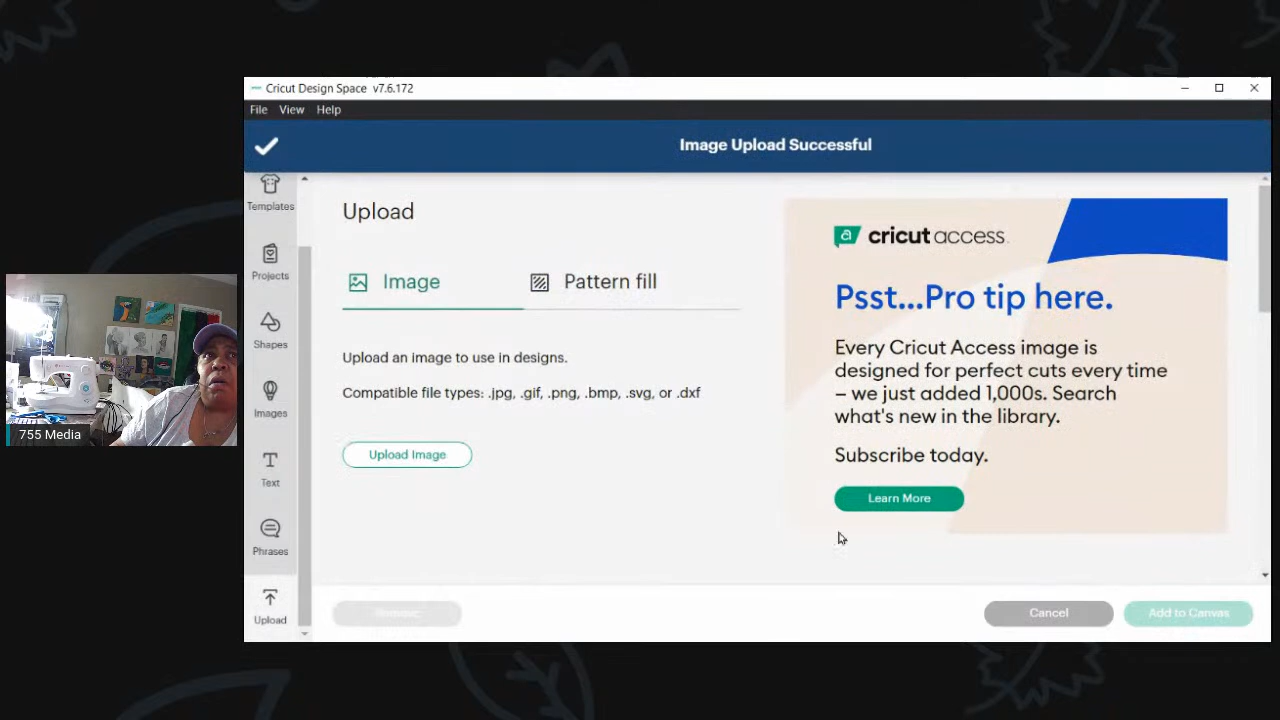 Cricut Design Space v7.6.172
File View Help
Image Upload Successful
Templates
Projects
Shapes
Images
Text
Phrases
Upload
Upload
Image
Pattern fill
Upload an image to use in designs.
Compatible file types: .jpg, .gif, .png, .bmp, .svg, or .dxf
Upload Image
cricut access
Psst...Pro tip here.
Every Cricut Access image is
designed for perfect cuts every time
– we just added 1,000s. Search
what's new in the library.
Subscribe today.
Learn More
Cancel
Add to Canvas
755 Media